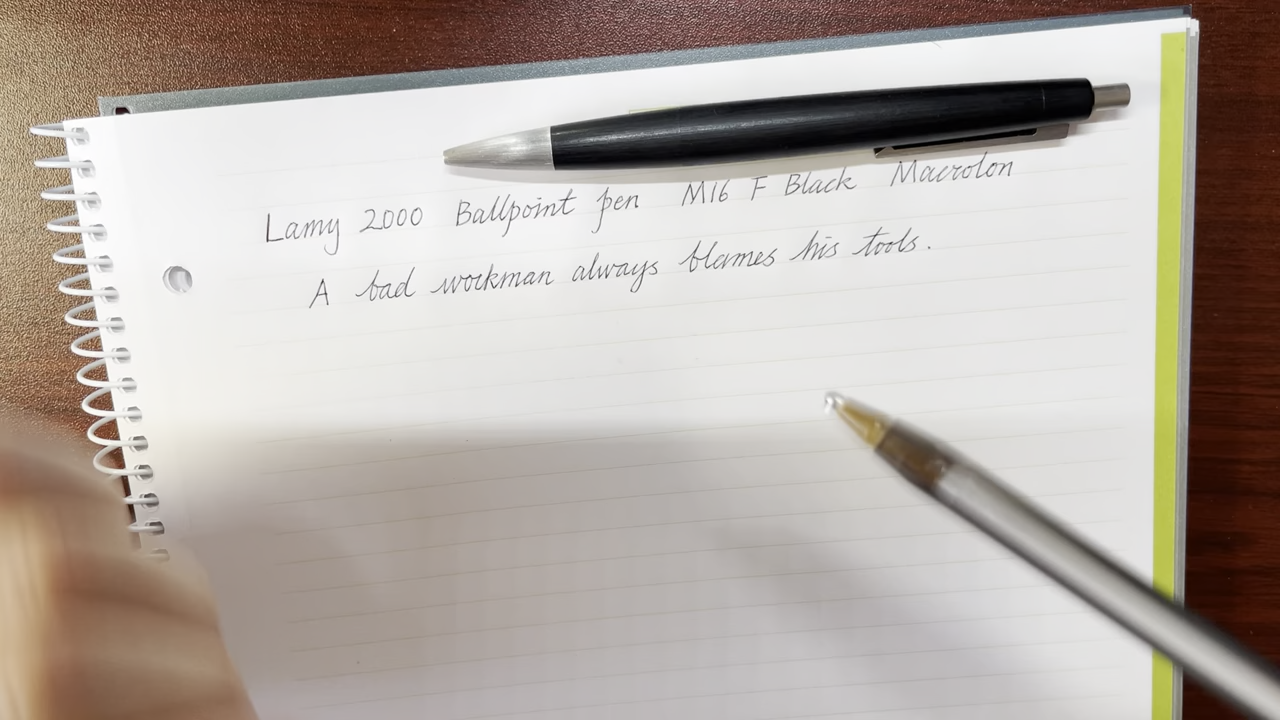 Lamy 2000 Ballpoint pen M16 F Black Macrolon
A bad workman always blames his tools.